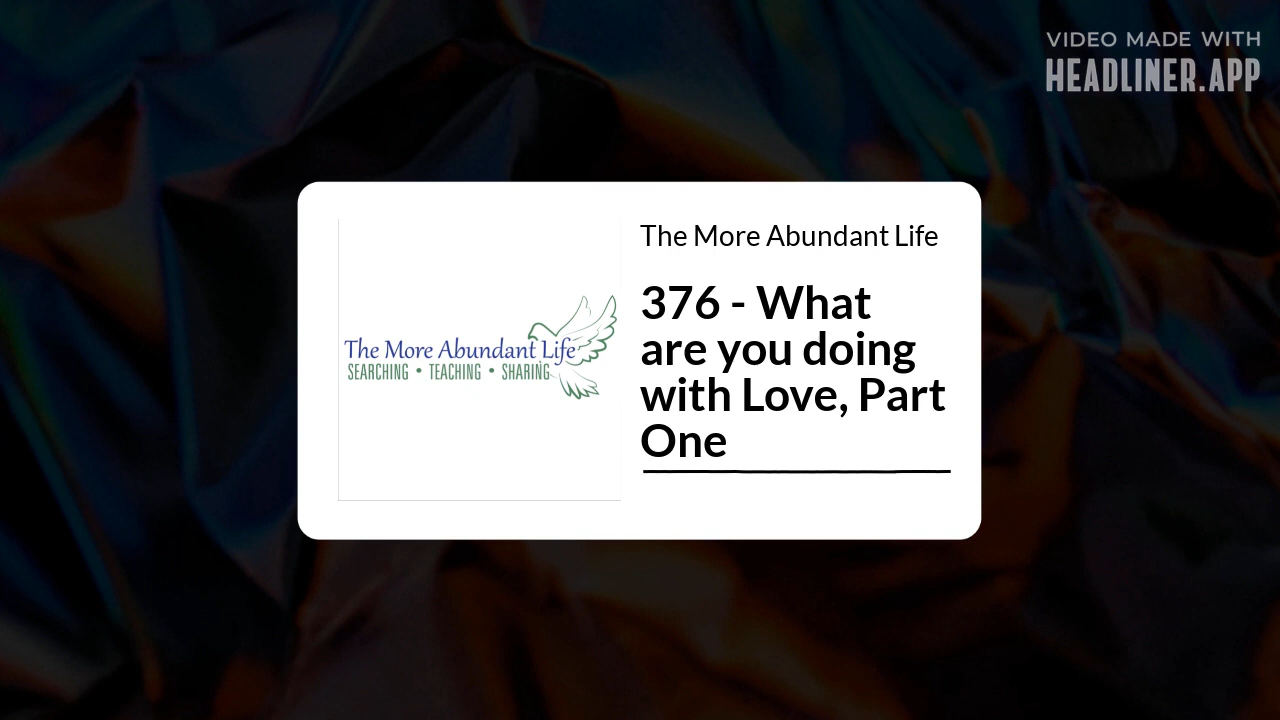 VIDEO MADE WITH
HEADLINER.APP
The More Abundant Life
SEARCHING • TEACHING • SHARING
The More Abundant Life
376 - What
are you doing
with Love, Part
One